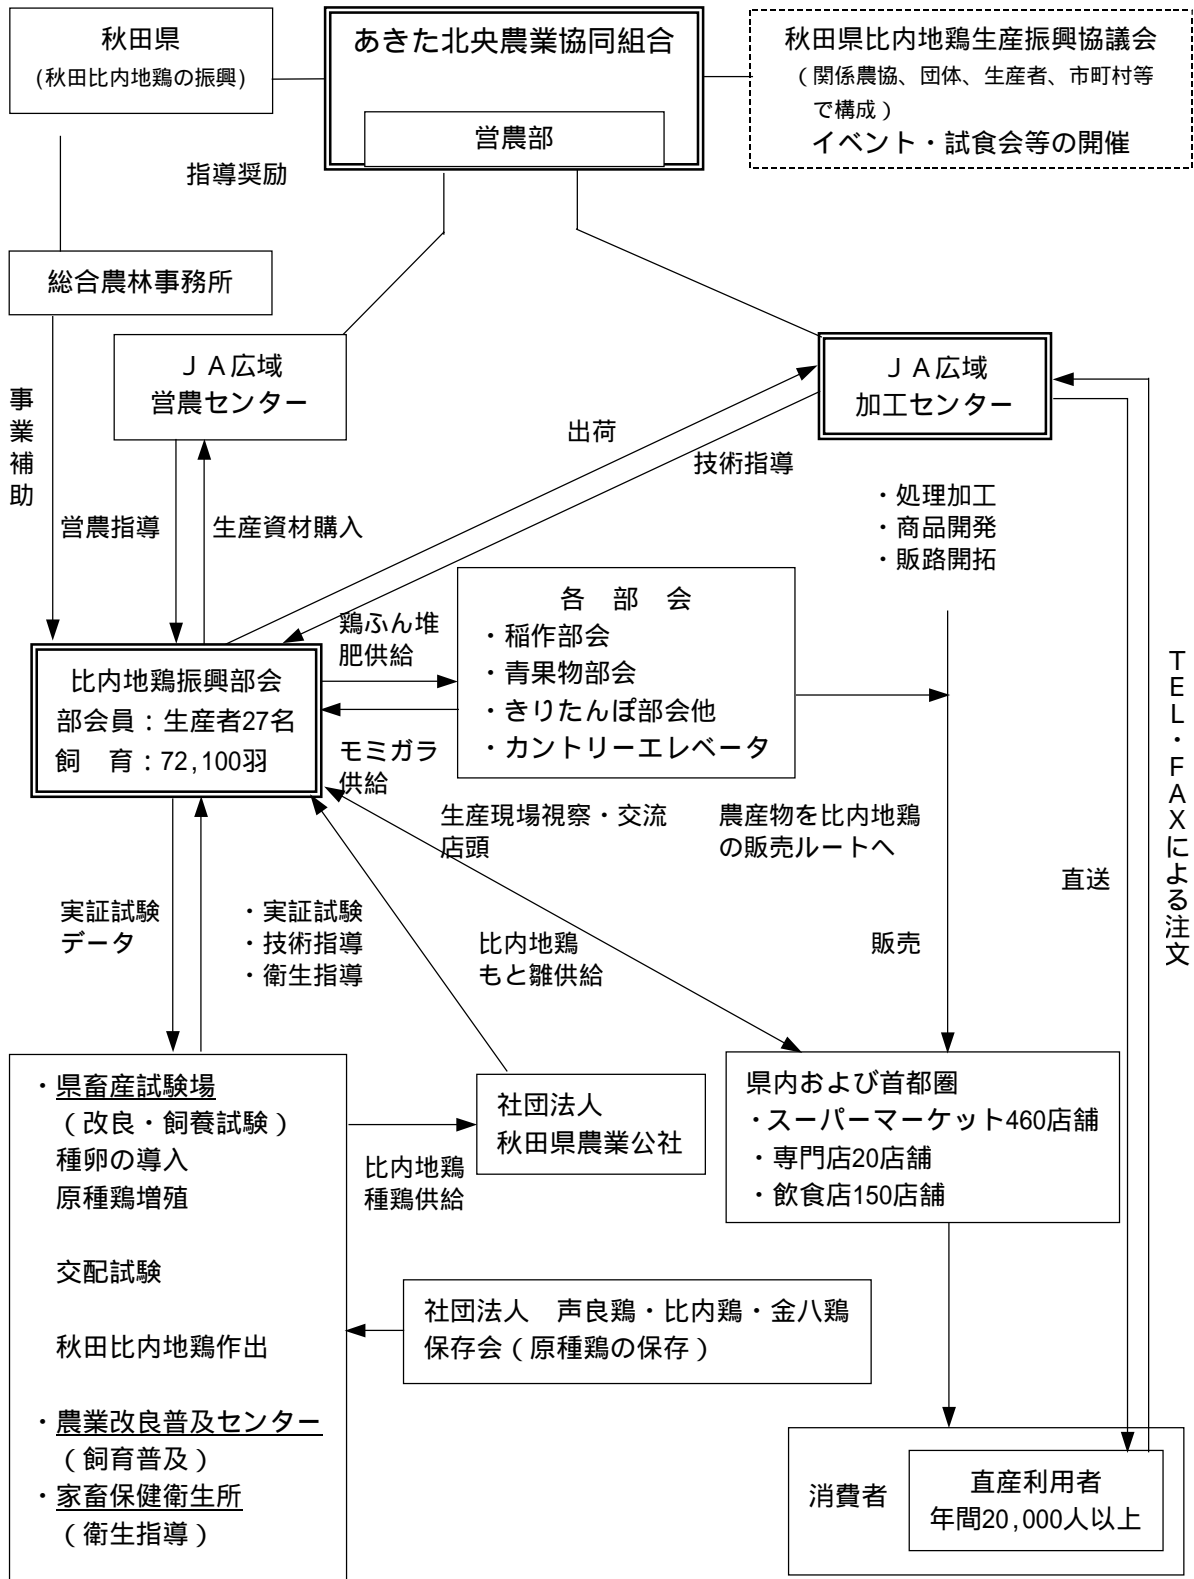 秋田県
(秋田比内地鶏の振興)
あきた北央農業協同組合
営農部
秋田県比内地鶏生産振興協議会
（関係農協、団体、生産者、市町村等
で構成）
イベント・試食会等の開催
指導奨励
総合農林事務所
ＪＡ広域
営農センター
ＪＡ広域
加工センター
事業補助
出荷
技術指導
・処理加工
・商品開発
・販路開拓
営農指導
生産資材購入
各　部　会
・稲作部会
・青果物部会
・きりたんぽ部会他
・カントリーエレベータ
鶏ふん堆
肥供給
比内地鶏振興部会
部会員：生産者27名
飼　育：72,100羽
モミガラ
供給
TEL・FAXによる注文
生産現場視察・交流
店頭
農産物を比内地鶏
の販売ルートへ
直送
実証試験
データ
・実証試験
・技術指導
・衛生指導
比内地鶏
もと雛供給
販売
・県畜産試験場
（改良・飼養試験）
種卵の導入
原種鶏増殖
交配試験
秋田比内地鶏作出
・農業改良普及センター
（飼育普及）
・家畜保健衛生所
（衛生指導）
比内地鶏
種鶏供給
社団法人
秋田県農業公社
県内および首都圏
・スーパーマーケット460店舗
・専門店20店舗
・飲食店150店舗
社団法人　声良鶏・比内鶏・金八鶏
保存会（原種鶏の保存）
消費者
直産利用者
年間20,000人以上